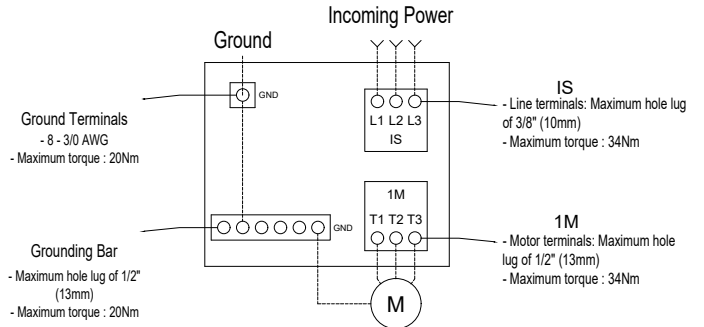 Incoming Power
Ground
GND
L1 L2 L3
IS
IS
- Line terminals: Maximum hole lug
of 3/8" (10mm)
- Maximum torque : 34Nm
Ground Terminals
- 8 - 3/0 AWG
- Maximum torque : 20Nm
1M
T1 T2 T3
GND
1M
- Motor terminals: Maximum hole
lug of 1/2" (13mm)
- Maximum torque : 34Nm
Grounding Bar
- Maximum hole lug of 1/2"
(13mm)
- Maximum torque : 20Nm
M